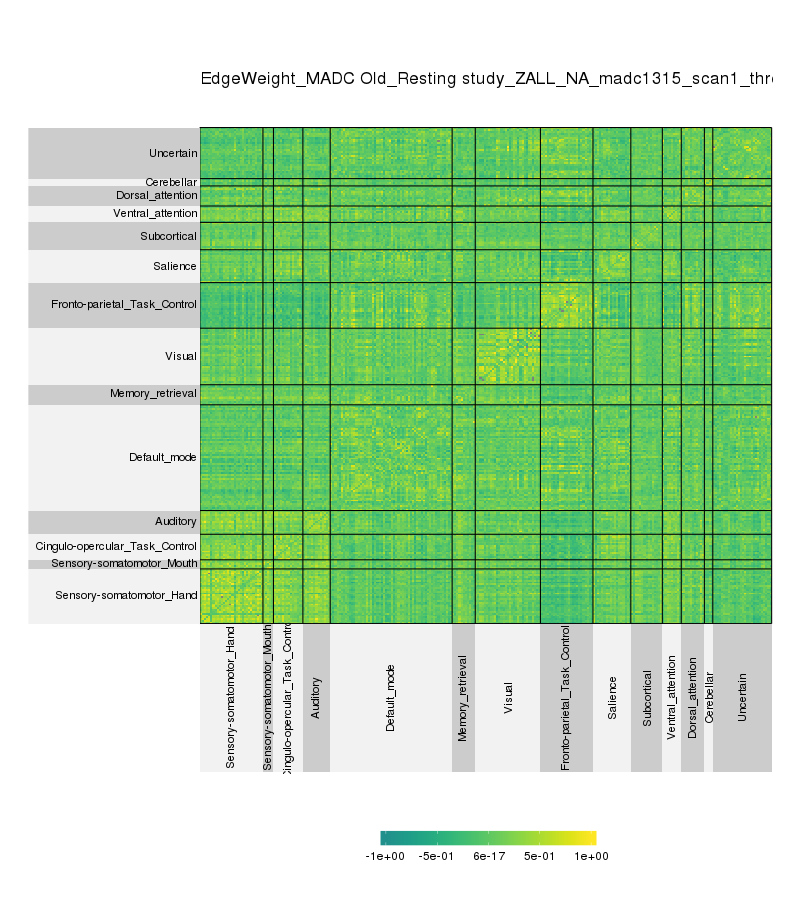 EdgeWeight_MADC Old_Resting study_ZALL_NA_madc1315_scan1_thr
Uncertain
Cerebellar
Dorsal_attention
Ventral_attention
Subcortical
Salience
Fronto-parietal_Task_Control
Visual
Memory_retrieval
Default_mode
Auditory
Cingulo-opercular_Task_Control
Sensory-somatomotor_Mouth
Sensory-somatomotor_Hand
Sensory-somatomotor_Hand
Sensory-somatomotor_Mouth
Cingulo-opercular_Task_Control
Auditory
Default_mode
Memory_retrieval
Visual
Fronto-parietal_Task_Control
Salience
Subcortical
Ventral_attention
Dorsal_attention
Cerebellar
Uncertain
-1e+00 -5e-01 6e-17 5e-01 1e+00